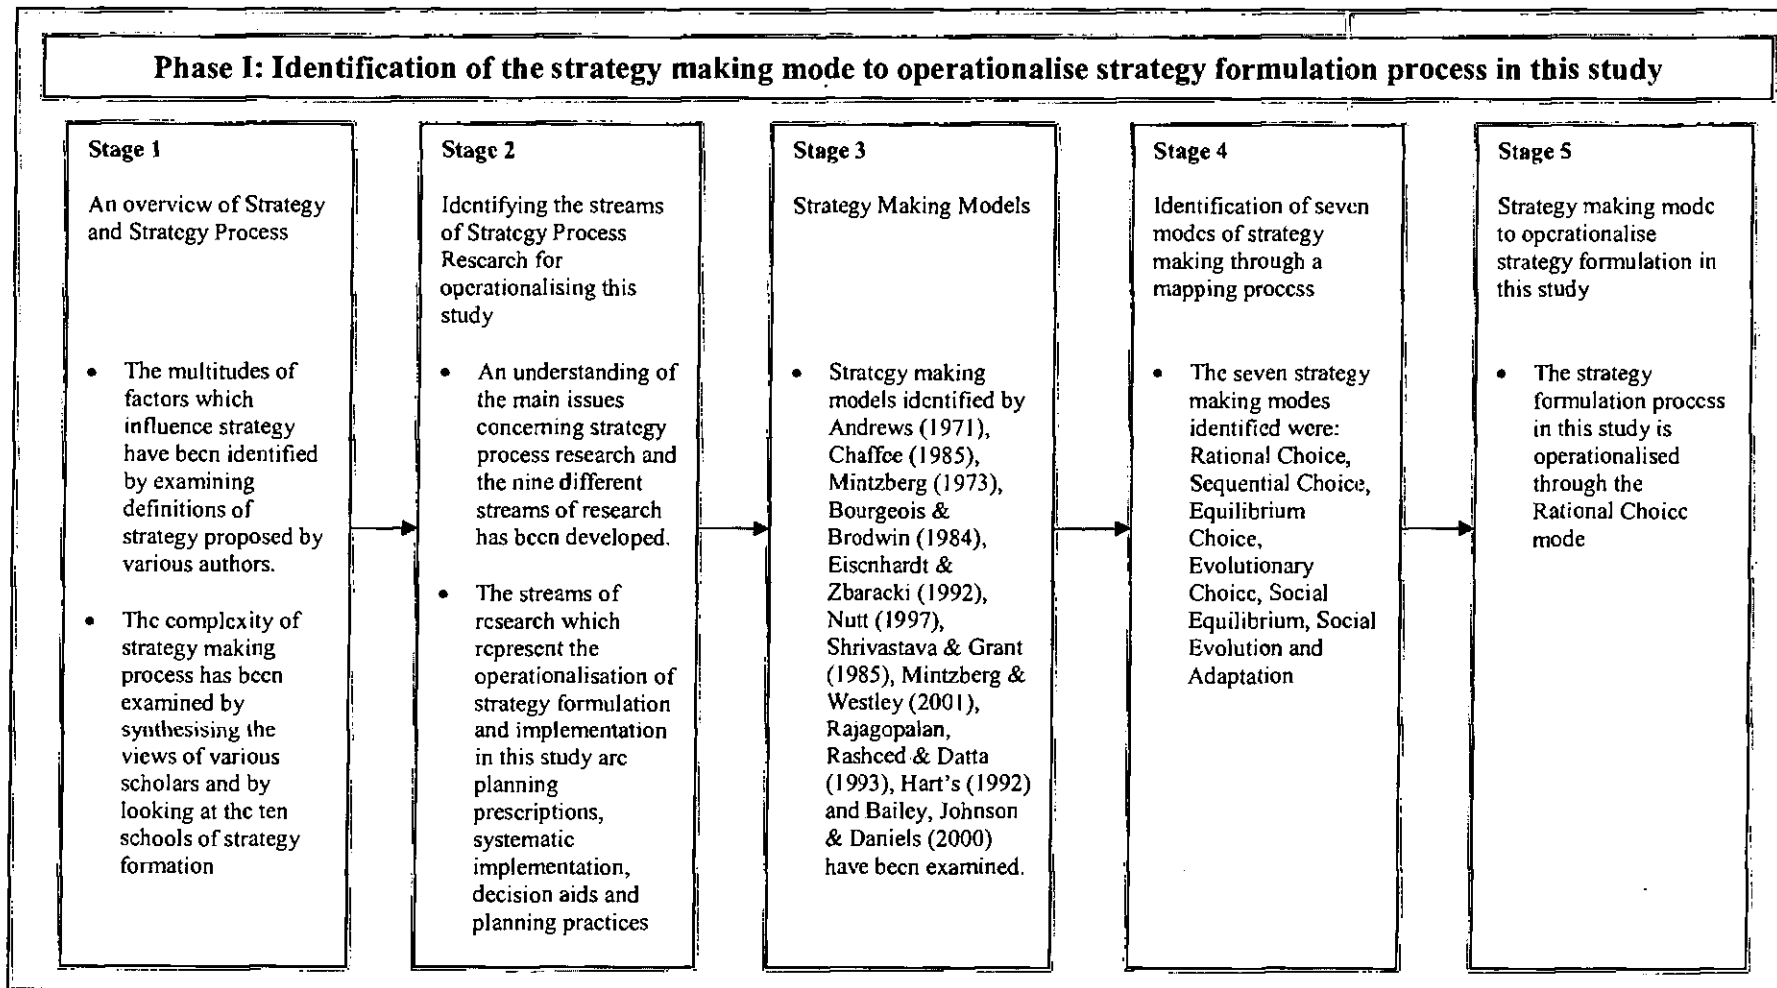 Phase I: Identification of the strategy making mode to operationalise strategy formulation process in this study
Stage 1
An overview of Strategy
and Strategy Process
• The multitudes of
factors which
influence strategy
have been identified
by examining
definitions of
strategy proposed by
various authors.
• The complexity of
strategy making
process has been
examined by
synthesising the
views of various
scholars and by
looking at the ten
schools of strategy
formation
Stage 2
Identifying the streams
of Strategy Process
Research for
operationalising this
study
• An understanding of
the main issues
concerning strategy
process research and
the nine different
streams of research
has been developed.
• The streams of
research which
represent the
operationalisation of
strategy formulation
and implementation
in this study are
planning
prescriptions,
systematic
implementation,
decision aids and
planning practices
Stage 3
Strategy Making Models
• Strategy making
models identified by
Andrews (1971),
Chaffee (1985),
Mintzberg (1973),
Bourgeois &
Brodwin (1984),
Eisenhardt &
Zbaracki (1992),
Nutt (1997),
Shrivastava & Grant
(1985), Mintzberg &
Westley (2001),
Rajagopalan,
Rasheed & Datta
(1993), Hart's (1992)
and Bailey, Johnson
& Daniels (2000)
have been examined.
Stage 4
Identification of seven
modes of strategy
making through a
mapping process
• The seven strategy
making modes
identified were:
Rational Choice,
Sequential Choice,
Equilibrium
Choice,
Evolutionary
Choice, Social
Equilibrium, Social
Evolution and
Adaptation
Stage 5
Strategy making mode
to operationalise
strategy formulation in
this study
• The strategy
formulation process
in this study is
operationalised
through the
Rational Choice
mode